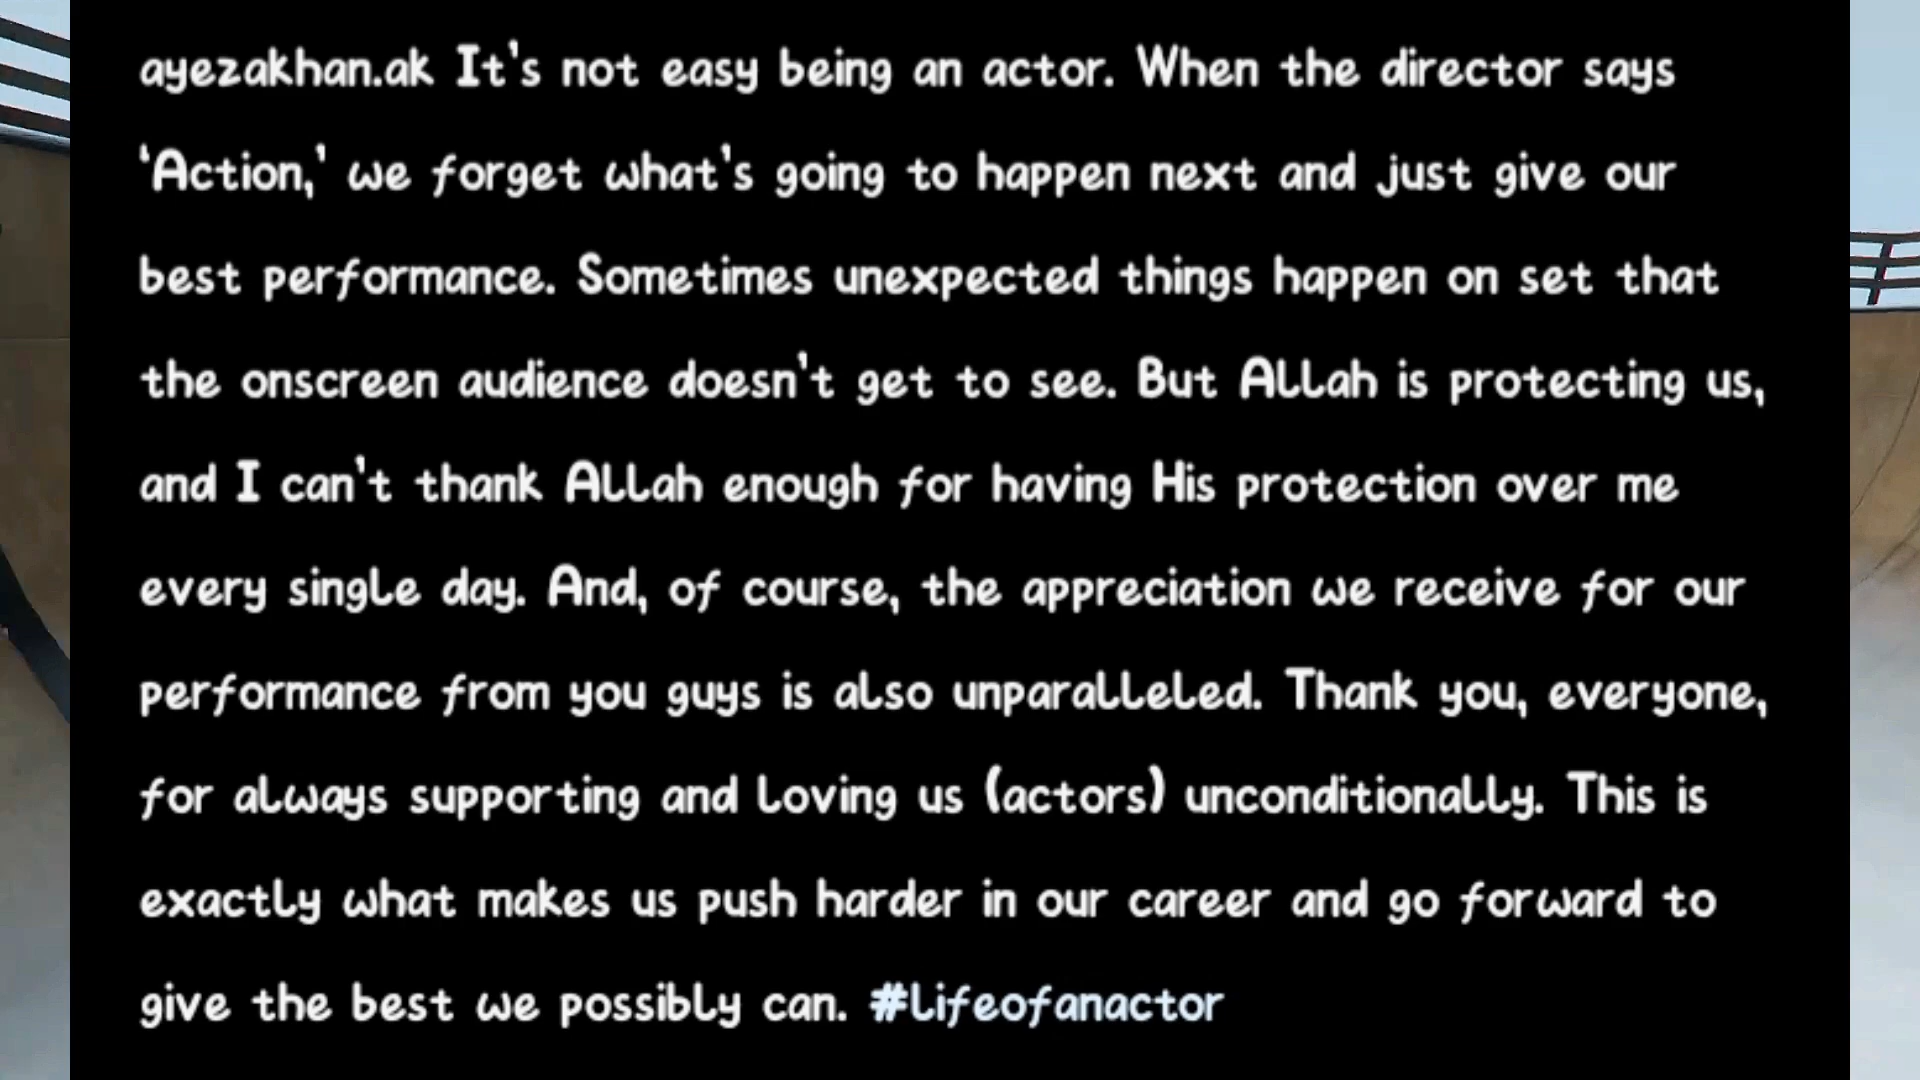 ayezakhan.ak It's not easy being an actor. When the director says
‘Action,’ we forget what's going to happen next and just give our
best performance. Sometimes unexpected things happen on set that
the onscreen audience doesn't get to see. But Allah is protecting us,
and I can't thank Allah enough for having His protection over me
every single day. And, of course, the appreciation we receive for our
performance from you guys is also unparalleled. Thank you, everyone,
for always supporting and loving us (actors) unconditionally. This is
exactly what makes us push harder in our career and go forward to
give the best we possibly can. #lifeofanactor